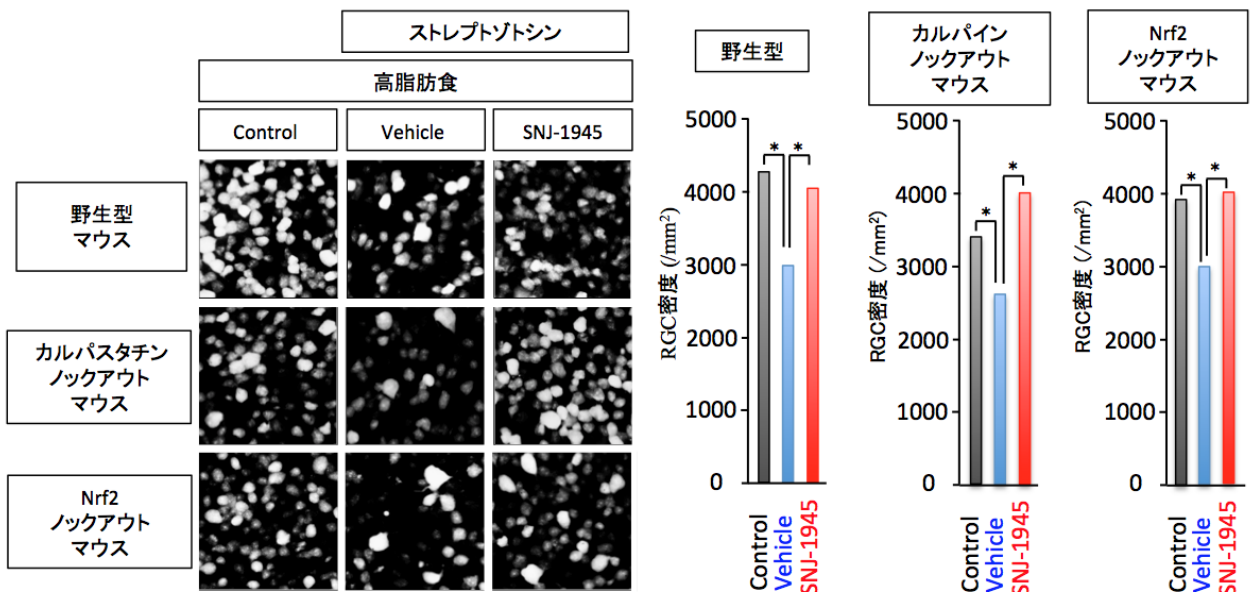 ストレプトゾトシン
高脂肪食
Control
Vehicle
SNJ-1945
野生型
マウス
カルパスタチン
ノックアウト
マウス
Nrf2
ノックアウト
マウス
野生型
5000
4000
3000
2000
1000
0
RGC密度 (/mm²)
* *
Control
Vehicle
SNJ-1945
カルパイン
ノックアウト
マウス
5000
4000
3000
2000
1000
0
RGC密度 (/mm²)
*
*
Control
Vehicle
SNJ-1945
Nrf2
ノックアウト
マウス
5000
4000
3000
2000
1000
0
RGC密度 (/mm²)
*
*
Control
Vehicle
SNJ-1945